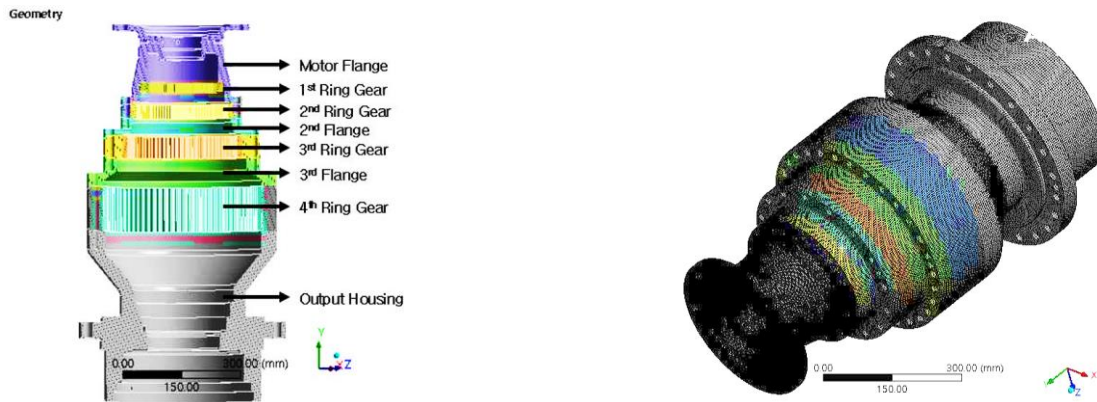 Geometry
Motor Flange
1st Ring Gear
2nd Ring Gear
2nd Flange
3rd Ring Gear
3rd Flange
4th Ring Gear
Output Housing
0.00 300.00 (mm)
150.00
Y
X
Z
0.00 300.00 (mm)
150.00
Y
X
Z